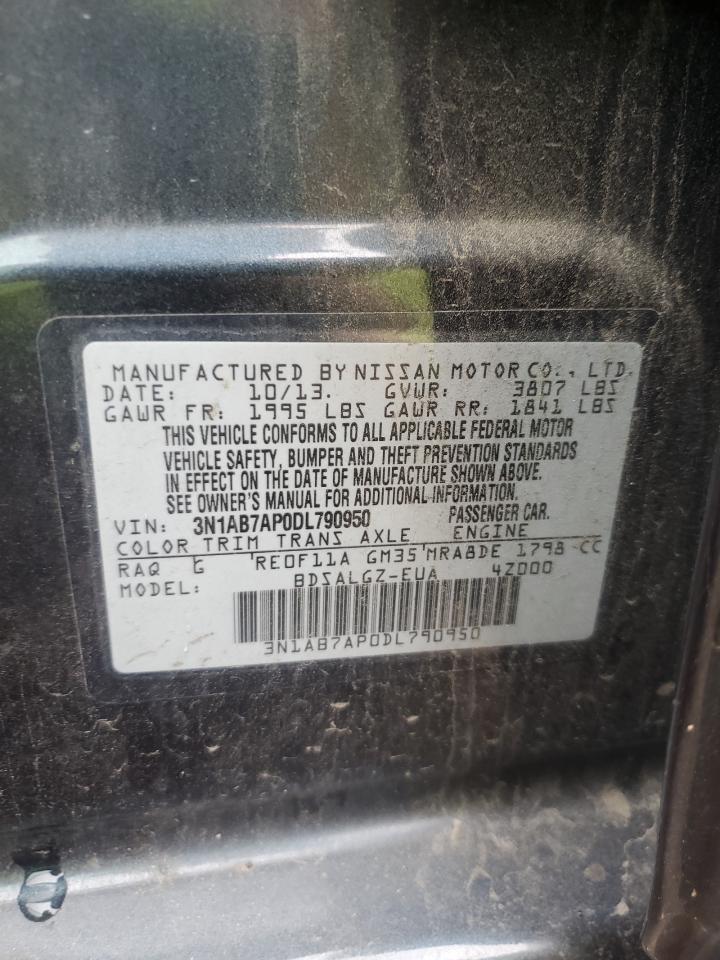 MANUFACTURED BY NISSAN MOTOR CO., LTD.
DATE: 10/13. GVWR: 3807 LBS
GAWR FR: 1995 LBS GAWR RR: 1841 LBS
THIS VEHICLE CONFORMS TO ALL APPLICABLE FEDERAL MOTOR
VEHICLE SAFETY, BUMPER AND THEFT PREVENTION STANDARDS
IN EFFECT ON THE DATE OF MANUFACTURE SHOWN ABOVE.
SEE OWNER'S MANUAL FOR ADDITIONAL INFORMATION.
VIN: 3N1AB7AP0DL790950 PASSENGER CAR.
COLOR TRIM TRANS AXLE ENGINE
RAQ G RE0F11A GM35 MRA8DE 1798 CC
MODEL: BDSALGZ-EUA 4Z000
3N1AB7AP0DL790950